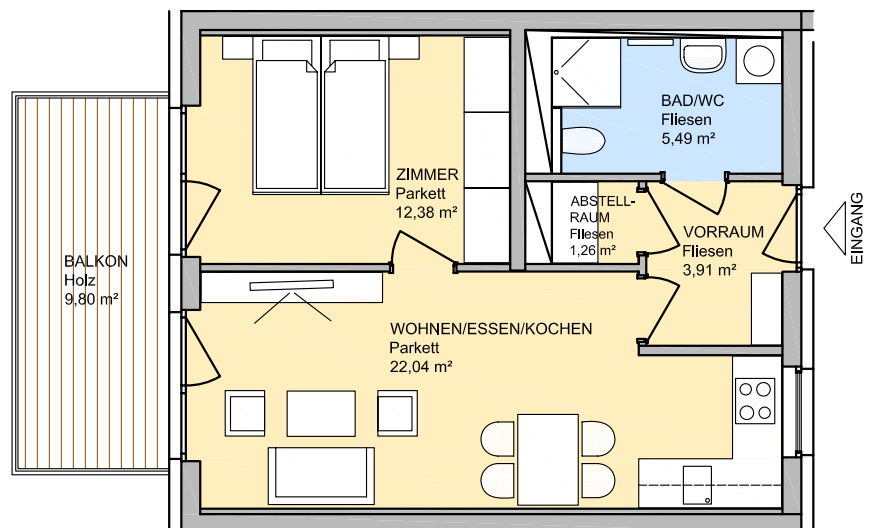 BAD/WC
Fliesen
5,49 m²
ZIMMER
Parkett
12,38 m²
ABSTELL-
RAUM
Fliesen
1,26 m²
VORRAUM
Fliesen
3,91 m²
EINGANG
BALKON
Holz
9,80 m²
WOHNEN/ESSEN/KOCHEN
Parkett
22,04 m²